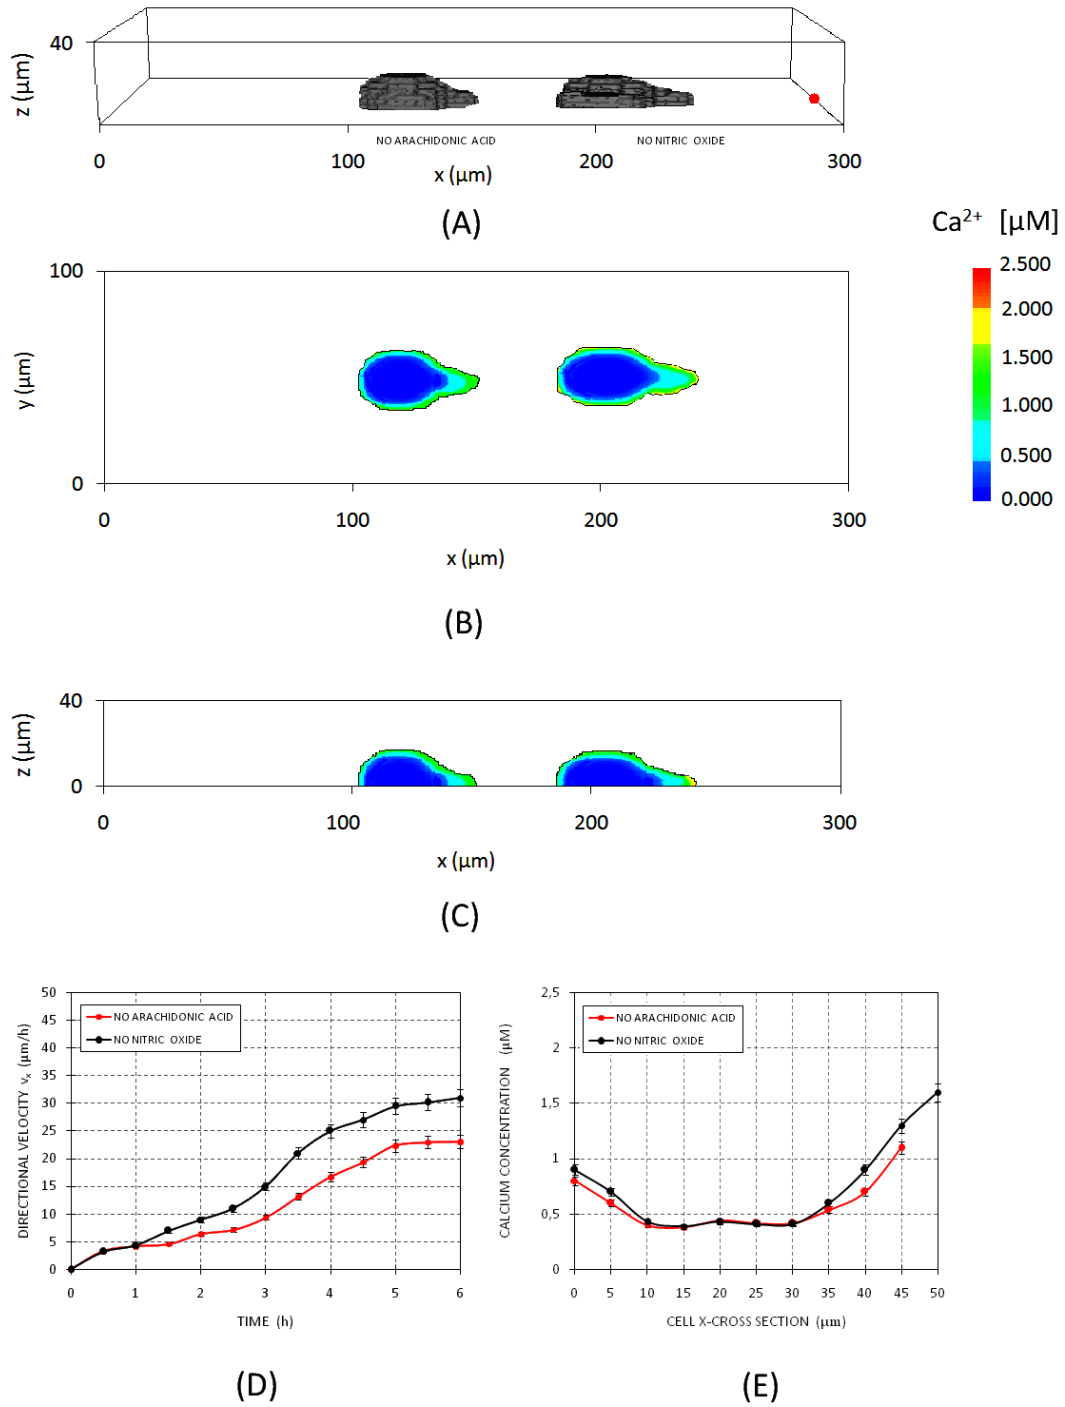 40
z (µm)
NO ARACHIDONIC ACID
NO NITRIC OXIDE
0
100
200
300
x (µm)
(A)
Ca2+ [µM]
2.500
2.000
1.500
1.000
0.500
0.000
100
y (µm)
0
0
100
200
300
x (µm)
(B)
40
z (µm)
0
0
100
200
300
x (µm)
(C)
50
45
40
35
30
25
20
15
10
5
0
DIRECTIONAL VELOCITY vx (µm/h)
NO ARACHIDONIC ACID
NO NITRIC OXIDE
0 1 2 3 4 5 6
TIME (h)
(D)
2,5
2
1,5
1
0,5
0
CALCIUM CONCENTRATION (µM)
NO ARACHIDONIC ACID
NO NITRIC OXIDE
0 5 10 15 20 25 30 35 40 45 50
CELL X-CROSS SECTION (µm)
(E)